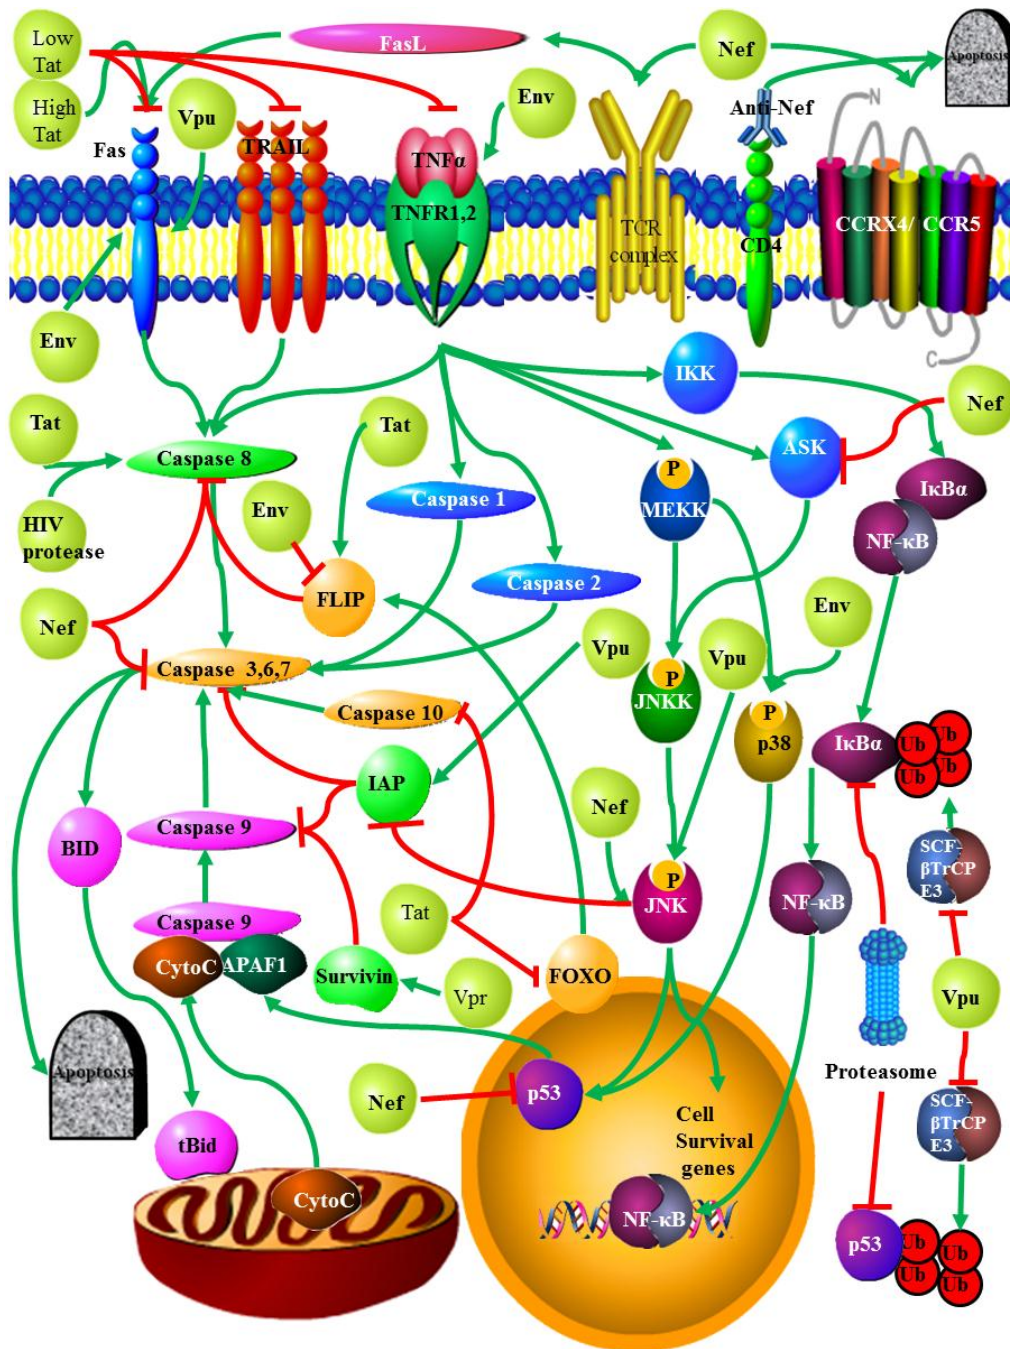 Low
Tat
High
Tat
FasL
Nef
Apoptosis
Vpu
Env
Anti-Nef
N
Fas
TRAIL
TNFα
TNFR1,2
TCR
complex
CD4
CCRX4/ CCR5
C
Env
IKK
Nef
Tat
Tat
ASK
Caspase 8
P
MEKK
IκBα
Caspase 1
Env
NF-κB
HIV
protease
FLIP
Caspase 2
Env
Nef
Vpu
Vpu
Caspase 3,6,7
P
JNKK
Caspase 10
P
p38
IκBα
Ub
Ub
Ub
Ub
IAP
Nef
BID
Caspase 9
SCF-
βTrCP
E3
P
JNK
NF-κB
Tat
Caspase 9
CytoC
APAF1
Survivin
Vpr
FOXO
Vpu
Apoptosis
Proteasome
Nef
p53
Cell
Survival
genes
SCF-
βTrCP
E3
tBid
CytoC
NF-κB
p53
Ub
Ub
Ub
Ub